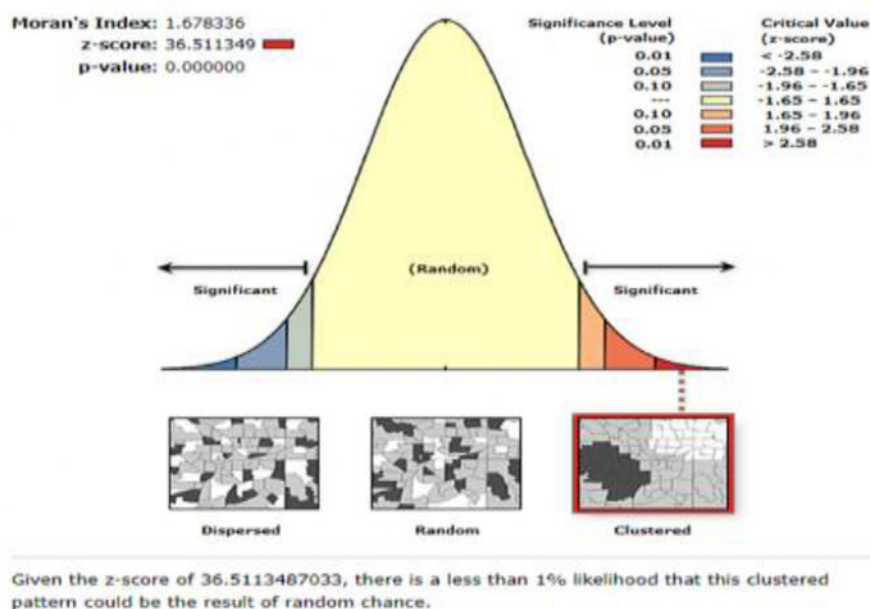 Moran's Index: 1.678336
z-score: 36.511349
p-value: 0.000000
Significance Level
(p-value)
Critical Value
(z-score)
0.01 < -2.58
0.05 -2.58 – -1.96
0.10 -1.96 – -1.65
--- -1.65 – 1.65
0.10 1.65 – 1.96
0.05 1.96 – 2.58
0.01 > 2.58
(Random)
Significant
Significant
Dispersed
Random
Clustered
Given the z-score of 36.5113487033, there is a less than 1% likelihood that this clustered
pattern could be the result of random chance.